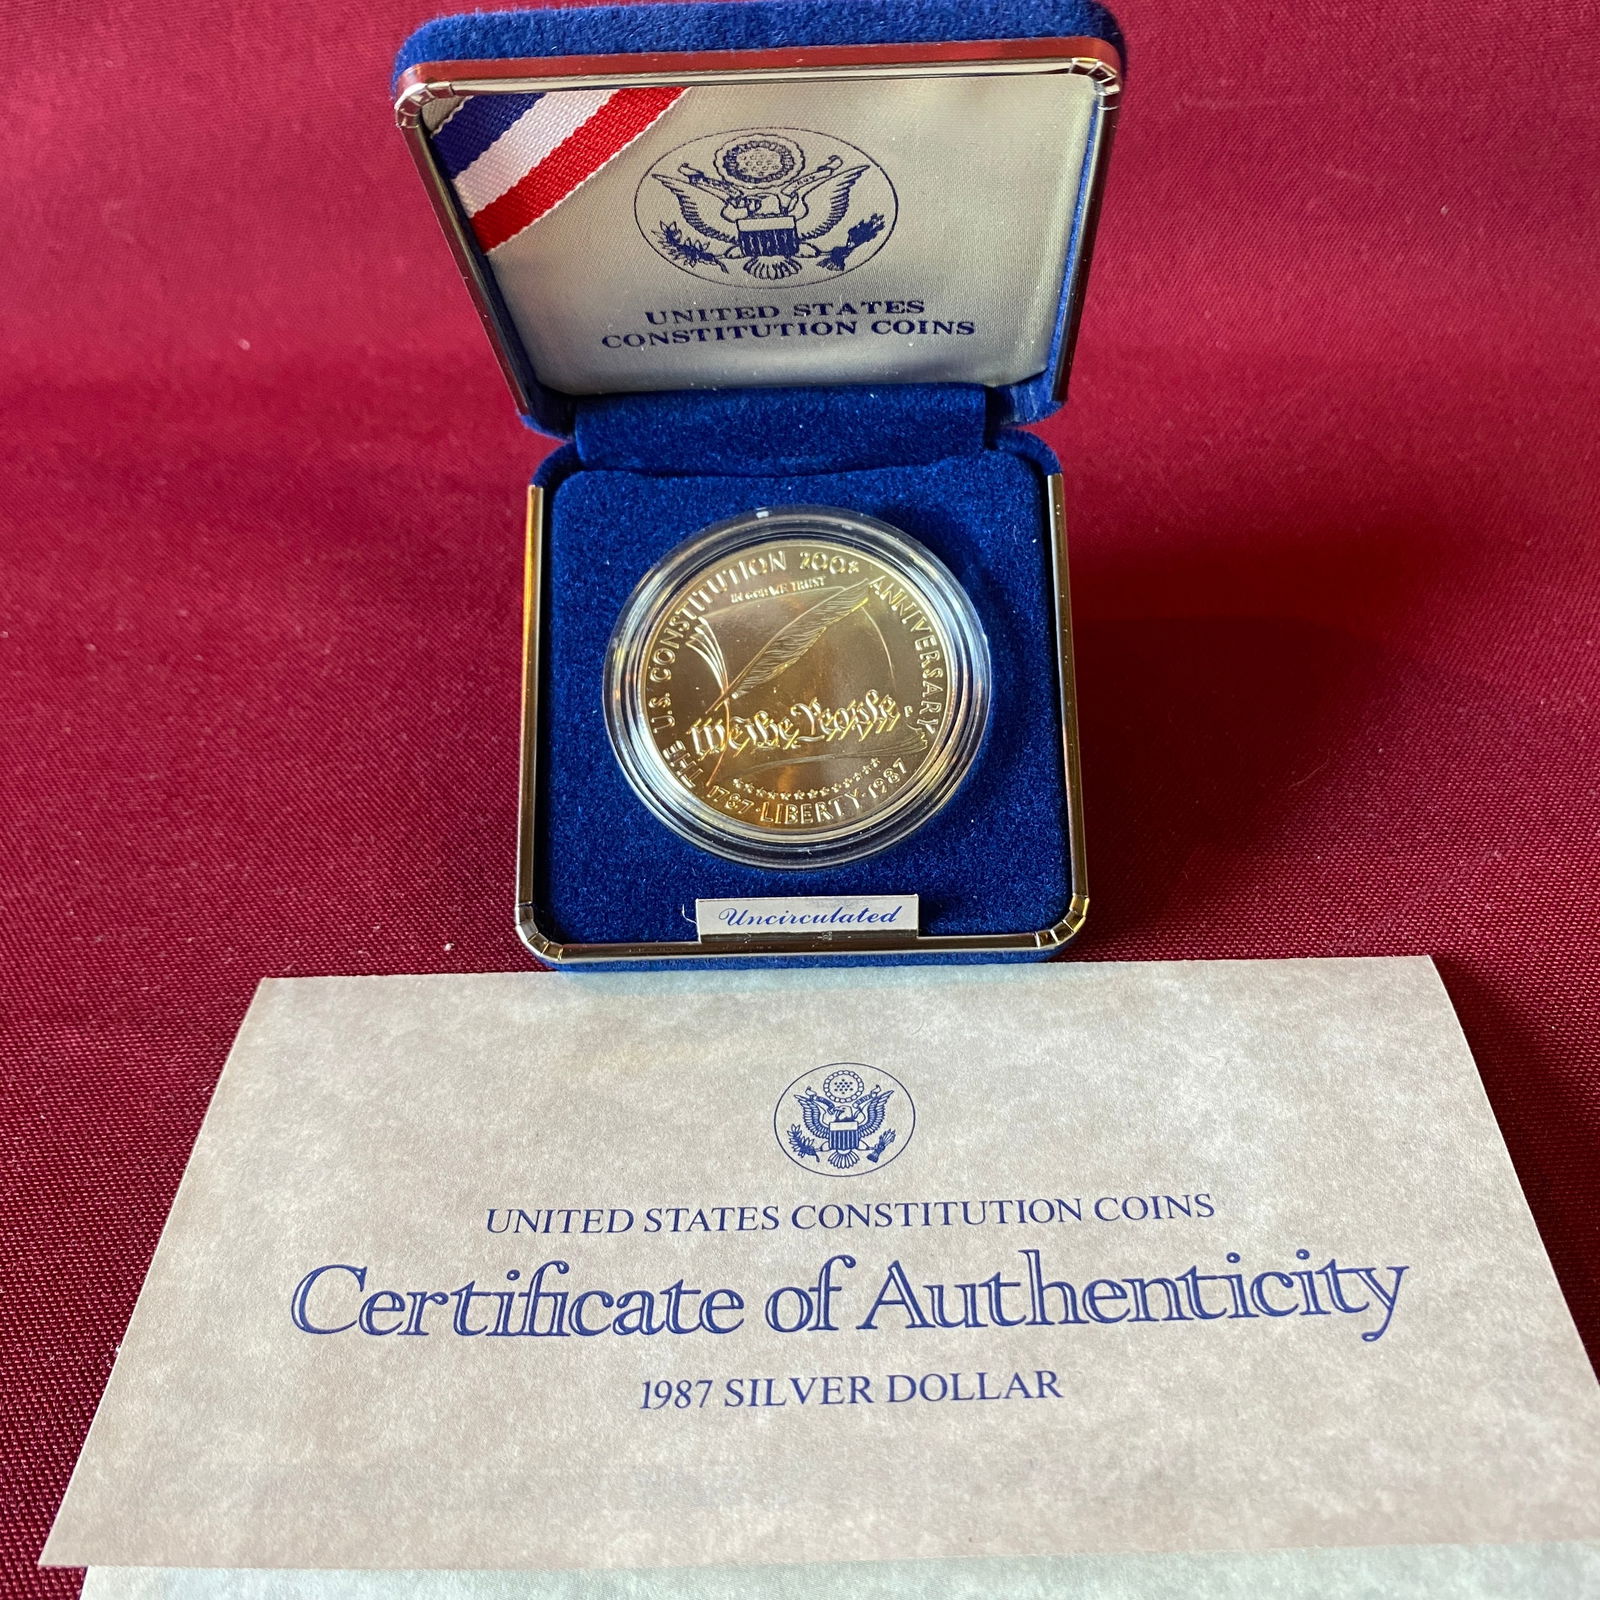 UNITED STATES
CONSTITUTION COINS
THE U.S. CONSTITUTION 200th ANNIVERSARY
IN GOD WE TRUST
We the People
1787·LIBERTY·1987
Uncirculated
UNITED STATES CONSTITUTION COINS
Certificate of Authenticity
1987 SILVER DOLLAR